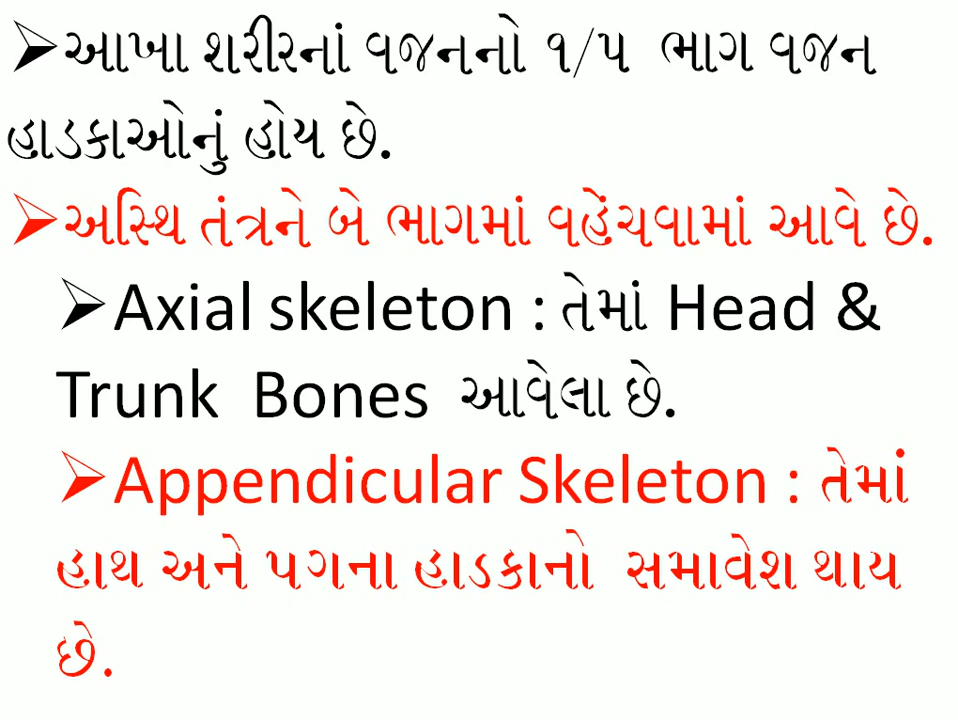 ➢આખા શરીરનાં વજનનો ૧/૫ ભાગ વજન
હાડકાઓનું હોય છે.
➢અસ્થિ તંત્રને બે ભાગમાં વહેંચવામાં આવે છે.
➢Axial skeleton : તેમાં Head &
Trunk Bones આવેલા છે.
➢Appendicular Skeleton : તેમાં
હાથ અને પગના હાડકાનો સમાવેશ થાય
છે.